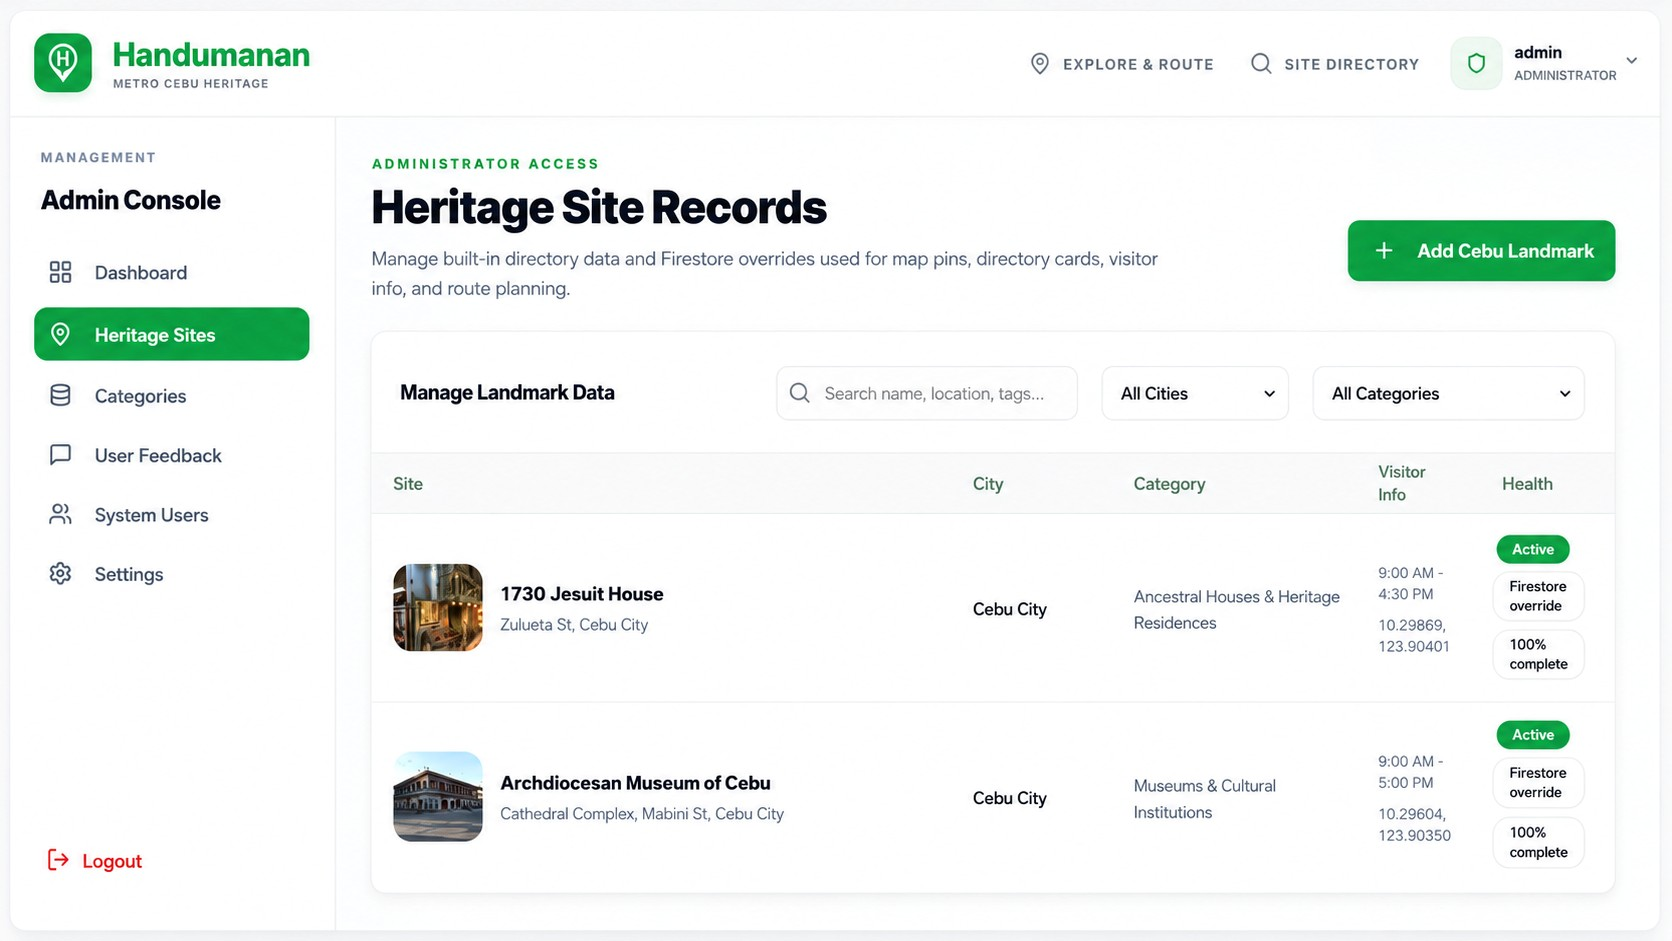 H
Handumanan
METRO CEBU HERITAGE
EXPLORE & ROUTE
SITE DIRECTORY
admin
ADMINISTRATOR
MANAGEMENT
Admin Console
Dashboard
Heritage Sites
Categories
User Feedback
System Users
Settings
Logout
ADMINISTRATOR ACCESS
Heritage Site Records
Manage built-in directory data and Firestore overrides used for map pins, directory cards, visitor
info, and route planning.
Add Cebu Landmark
Manage Landmark Data
Search name, location, tags...
All Cities
All Categories
Site
City
Category
Visitor
Info
Health
1730 Jesuit House
Zulueta St, Cebu City
Cebu City
Ancestral Houses & Heritage
Residences
9:00 AM -
4:30 PM
10.29869,
123.90401
Active
Firestore
override
100%
complete
Archdiocesan Museum of Cebu
Cathedral Complex, Mabini St, Cebu City
Cebu City
Museums & Cultural
Institutions
9:00 AM -
5:00 PM
10.29604,
123.90350
Active
Firestore
override
100%
complete